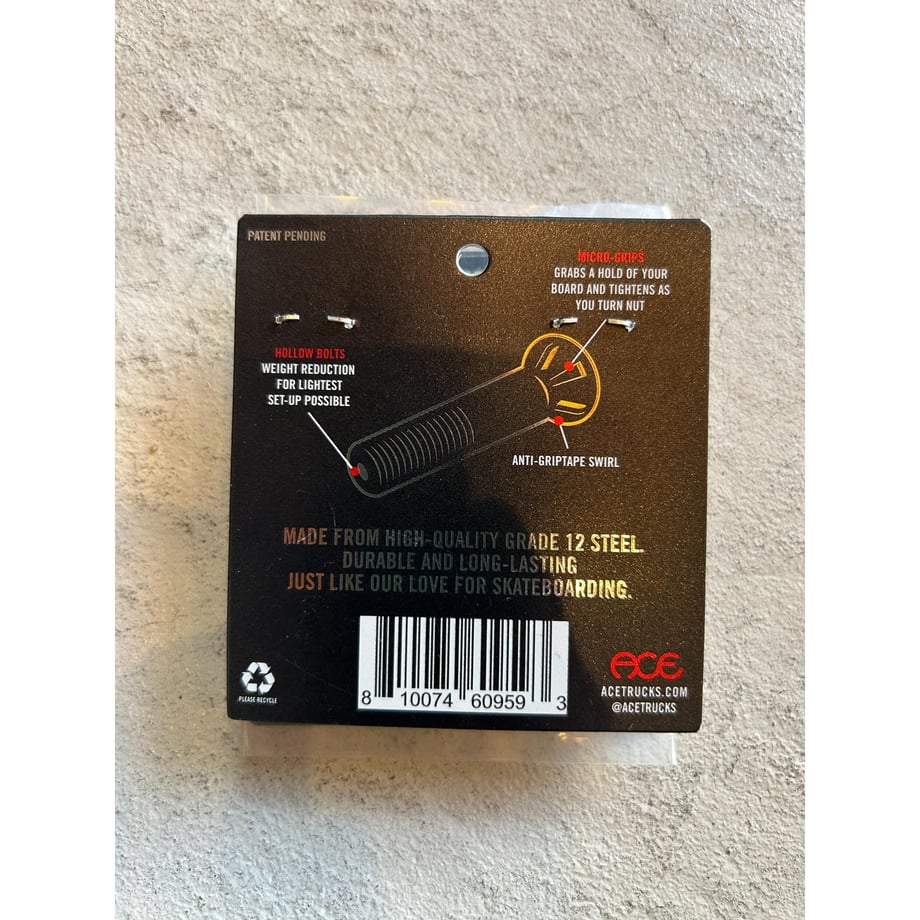 PATENT PENDING
MICRO-GRIPS
GRABS A HOLD OF YOUR
BOARD AND TIGHTENS AS
YOU TURN NUT
HOLLOW BOLTS
WEIGHT REDUCTION
FOR LIGHTEST
SET-UP POSSIBLE
ANTI-GRIPTAPE SWIRL
MADE FROM HIGH-QUALITY GRADE 12 STEEL.
DURABLE AND LONG-LASTING
JUST LIKE OUR LOVE FOR SKATEBOARDING.
PLEASE RECYCLE
8 10074 60959 3
ACE
ACETRUCKS.COM
@ACETRUCKS